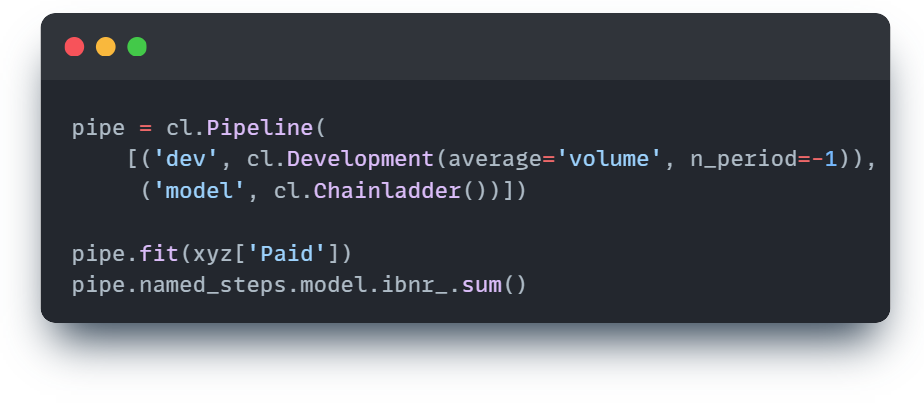 pipe = cl.Pipeline(
    [('dev', cl.Development(average='volume', n_period=-1)),
     ('model', cl.Chainladder())])

pipe.fit(xyz['Paid'])
pipe.named_steps.model.ibnr_.sum()